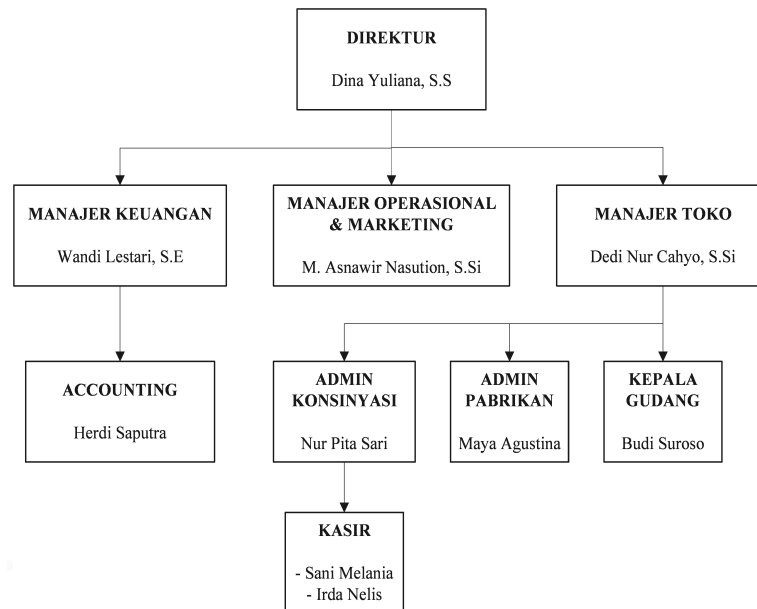 DIREKTUR
Dina Yuliana, S.S
MANAJER KEUANGAN
Wandi Lestari, S.E
MANAJER OPERASIONAL
& MARKETING
M. Asnawir Nasution, S.Si
MANAJER TOKO
Dedi Nur Cahyo, S.Si
ACCOUNTING
Herdi Saputra
ADMIN
KONSINYASI
Nur Pita Sari
ADMIN
PABRIKAN
Maya Agustina
KEPALA
GUDANG
Budi Suroso
KASIR
- Sani Melania
- Irda Nelis